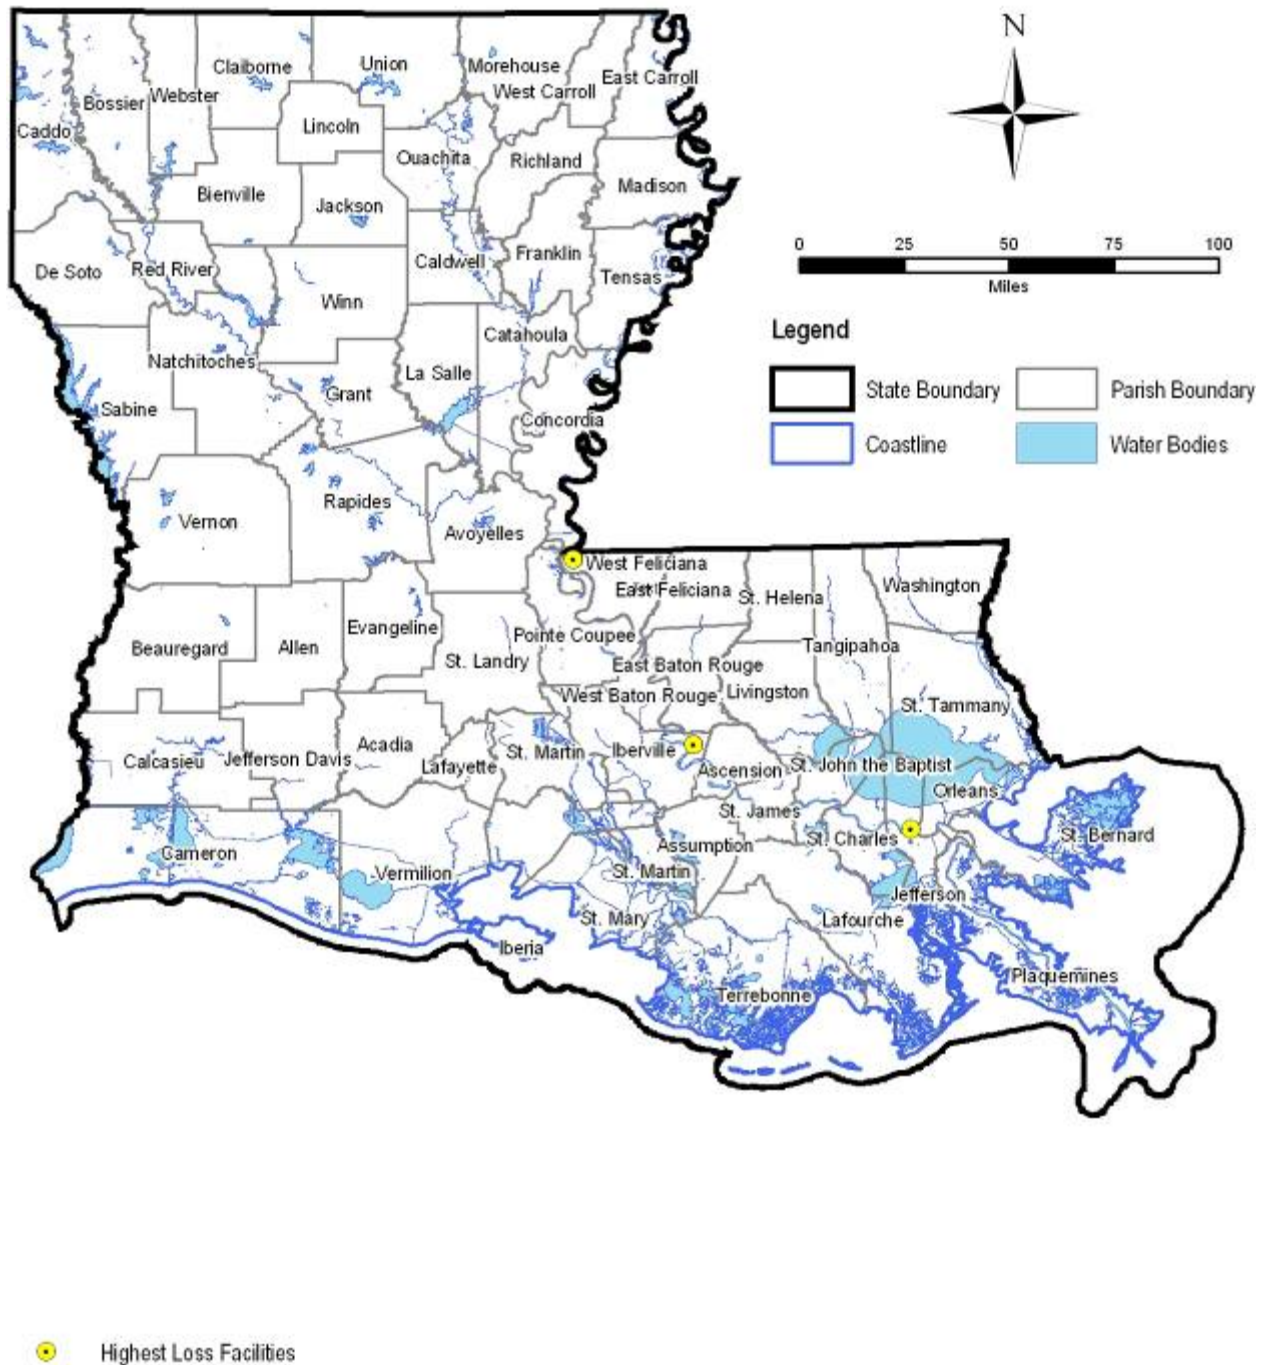 N
Claiborne
Union
Morehouse
West Carroll
East Carroll
Bossier
Webster
Caddo
Lincoln
Ouachita
Richland
Madison
Bienville
Jackson
De Soto
Red River
Caldwell
Franklin
Tensas
Winn
0 25 50 75 100
Miles
Legend
State Boundary
Parish Boundary
Coastline
Water Bodies
Catahoula
Natchitoches
La Salle
Grant
Sabine
Concordia
Rapides
Vernon
Avoyelles
West Feliciana
East Feliciana
St. Helena
Washington
Evangeline
Pointe Coupee
Beauregard
Allen
St. Landry
Tangipahoa
East Baton Rouge
West Baton Rouge
Livingston
St. Tammany
Calcasieu
Jefferson Davis
Acadia
Lafayette
St. Martin
Iberville
Ascension
St. John the Baptist
Orleans
St. James
St. Charles
St. Bernard
Cameron
Vermilion
Assumption
St. Martin
Jefferson
St. Mary
Lafourche
Iberia
Terrebonne
Plaquemines
Highest Loss Facilities